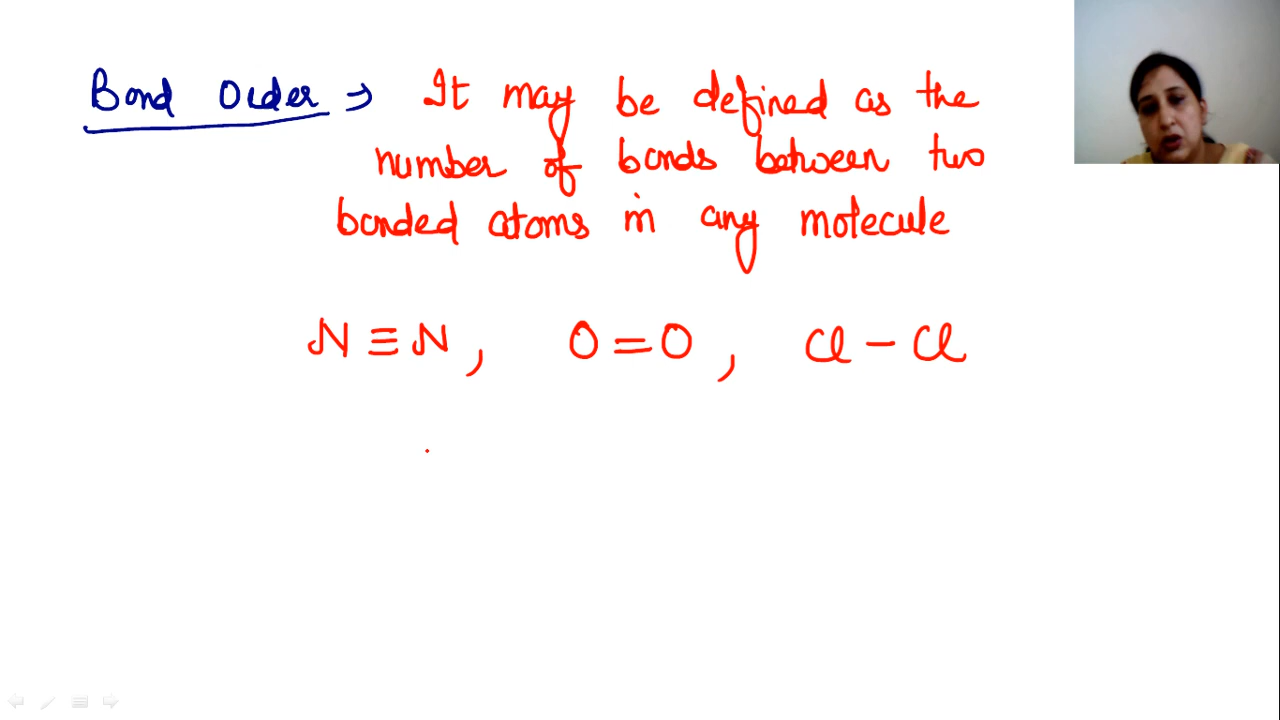 Bond Order ⇒ It may be defined as the
number of bonds between two
bonded atoms in any molecule
N ≡ N , O = O , Cl – Cl